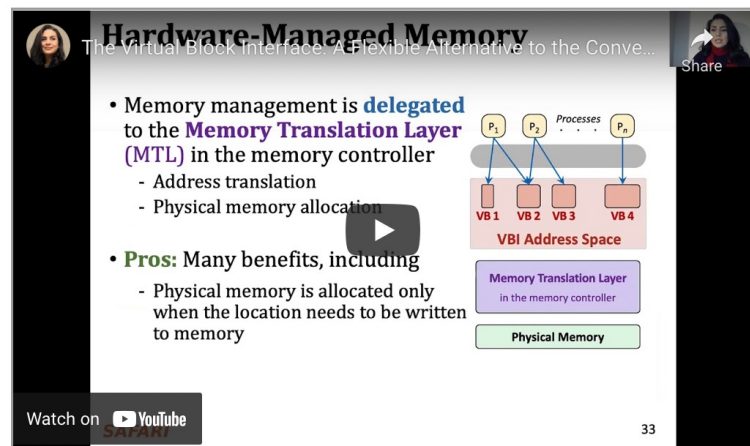 Hardware-Managed Memory
The Virtual Block Interface: A Flexible Alternative to the Conve...
Share
• Memory management is delegated
to the Memory Translation Layer
(MTL) in the memory controller
- Address translation
- Physical memory allocation
• Pros: Many benefits, including
- Physical memory is allocated only
when the location needs to be written
to memory
Processes
P1 P2 . . . Pn
VB 1 VB 2 VB 3 VB 4
VBI Address Space
Memory Translation Layer
in the memory controller
Physical Memory
Watch on YouTube
SAFARI
33